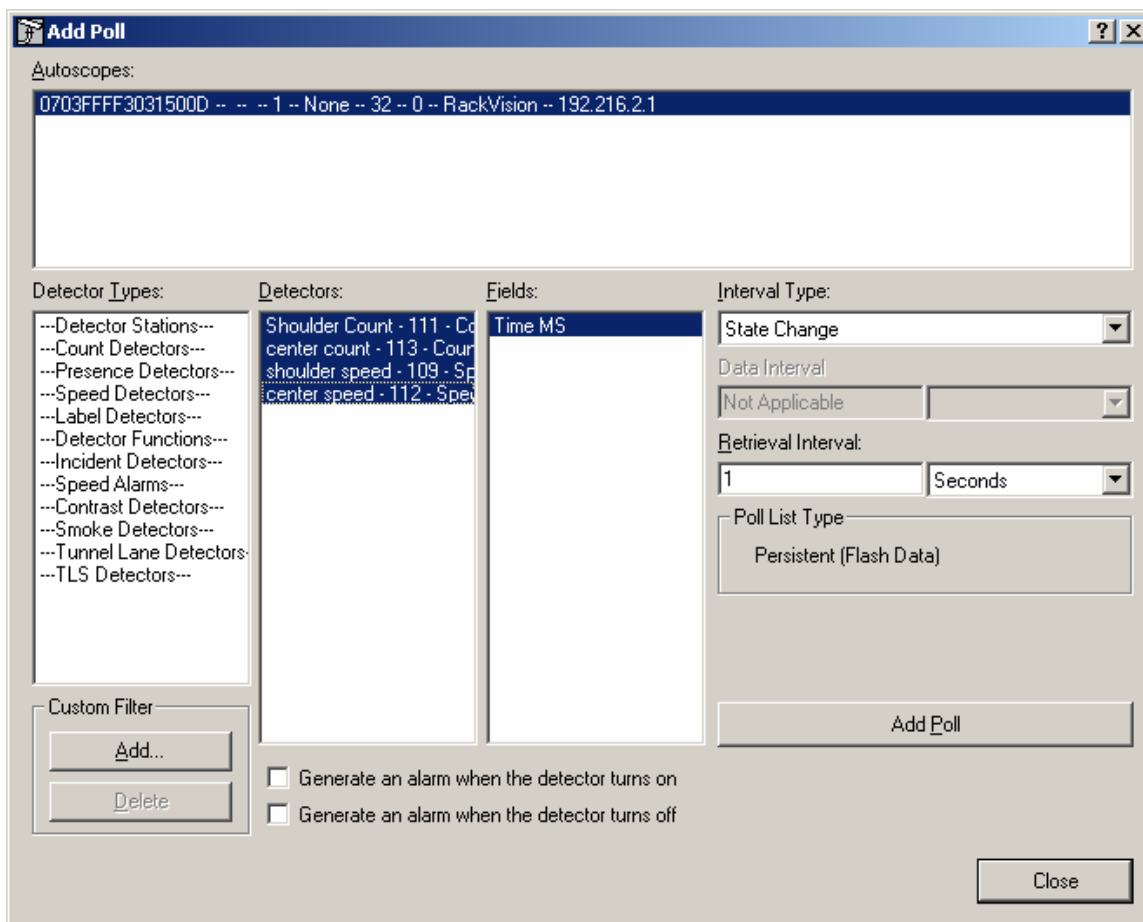 Add Poll
Autoscopes:
0703FFFF3031500D -- -- -- 1 -- None -- 32 -- 0 -- RackVision -- 192.216.2.1
Detector Types:
---Detector Stations---
---Count Detectors---
---Presence Detectors---
---Speed Detectors---
---Label Detectors---
---Detector Functions---
---Incident Detectors---
---Speed Alarms---
---Contrast Detectors---
---Smoke Detectors---
---Tunnel Lane Detectors-
---TLS Detectors---
Custom Filter
Add...
Delete
Detectors:
Shoulder Count - 111 - Co
center count - 113 - Coun
shoulder speed - 109 - Sp
center speed - 112 - Spee
Fields:
Time MS
Generate an alarm when the detector turns on
Generate an alarm when the detector turns off
Interval Type:
State Change
Data Interval
Not Applicable
Retrieval Interval:
1 Seconds
Poll List Type
Persistent (Flash Data)
Add Poll
Close